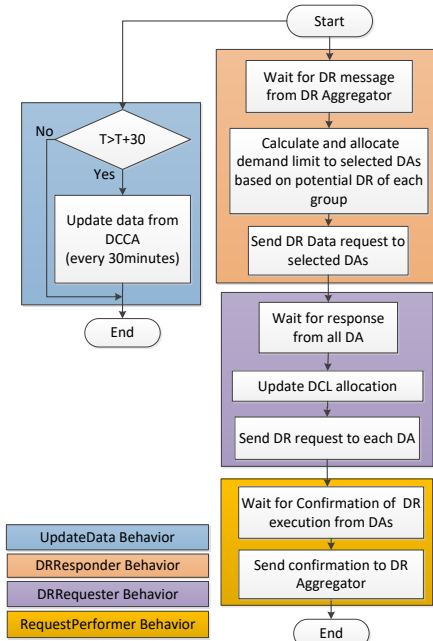 Start
Wait for DR message
from DR Aggregator
Calculate and allocate
demand limit to selected DAs
based on potential DR of each
group
Send DR Data request to
selected DAs
No
T>T+30
Yes
Update data from
DCCA
(every 30minutes)
End
Wait for response
from all DA
Update DCL allocation
Send DR request to each DA
Wait for Confirmation of DR
execution from DAs
Send confirmation to DR
Aggregator
End
UpdateData Behavior
DRResponder Behavior
DRRequester Behavior
RequestPerformer Behavior